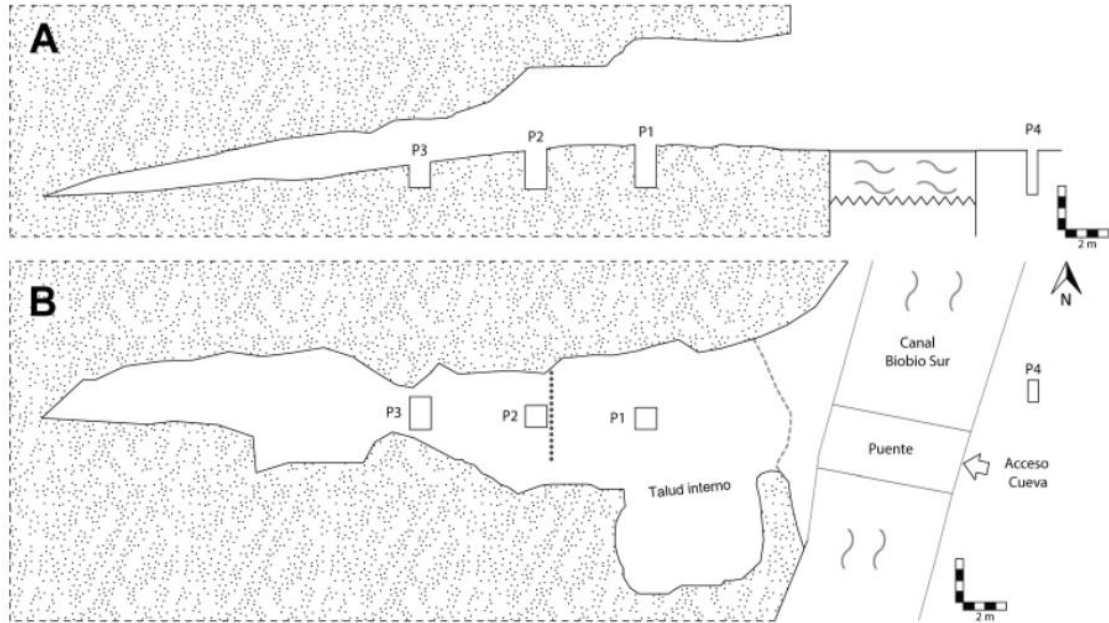 A
P3
P2
P1
P4
2 m
B
N
Canal
Biobio Sur
P4
P3
P2
P1
Puente
Acceso
Cueva
Talud interno
2 m